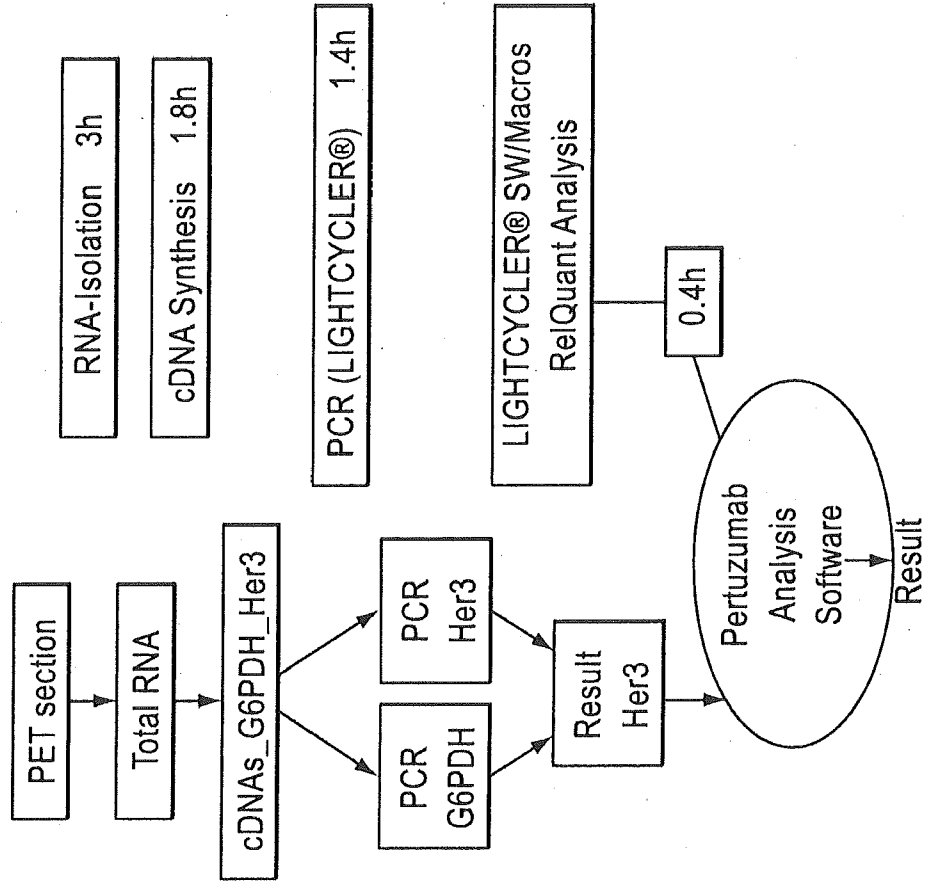 PET section
Total RNA
cDNAs_G6PDH_Her3
PCR
G6PDH
PCR
Her3
Result
Her3
Pertuzumab
Analysis
Software
Result
RNA-Isolation 3h
cDNA Synthesis 1.8h
PCR (LIGHTCYCLER®) 1.4h
LIGHTCYCLER® SW/Macros
RelQuant Analysis
0.4h